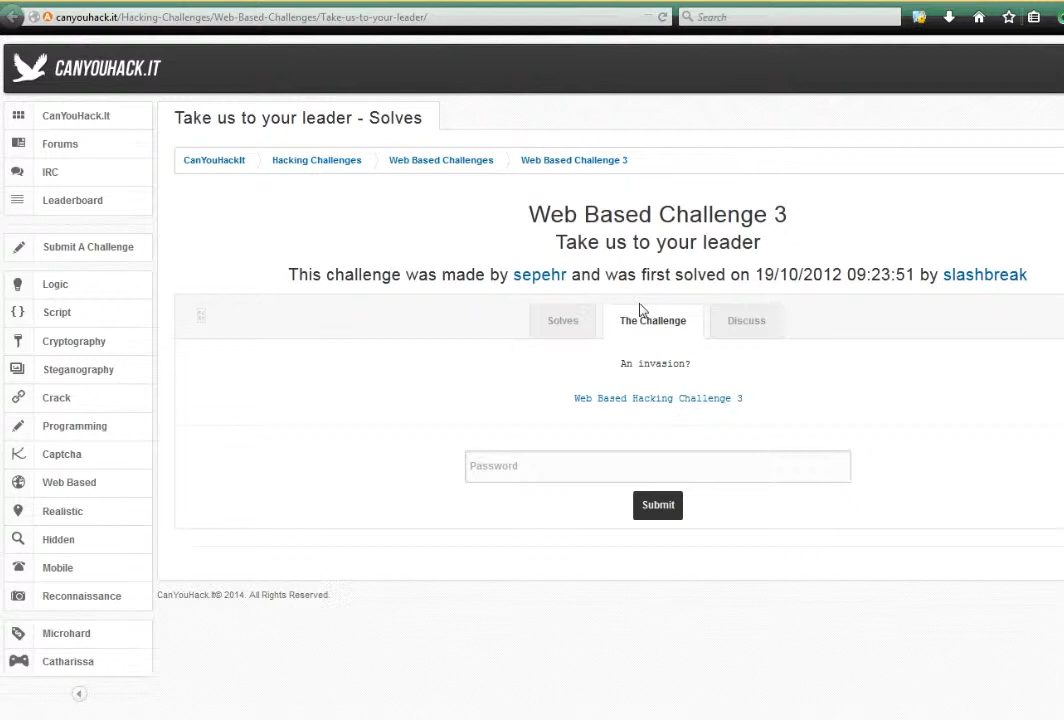 canyouhack.it/Hacking-Challenges/Web-Based-Challenges/Take-us-to-your-leader/
Search
CANYOUHACK.IT
CanYouHack.It
Forums
IRC
Leaderboard
Submit A Challenge
Logic
Script
Cryptography
Steganography
Crack
Programming
Captcha
Web Based
Realistic
Hidden
Mobile
Reconnaissance
Microhard
Catharissa
Take us to your leader - Solves
CanYouHackIt
Hacking Challenges
Web Based Challenges
Web Based Challenge 3
Web Based Challenge 3
Take us to your leader
This challenge was made by sepehr and was first solved on 19/10/2012 09:23:51 by slashbreak
Solves
The Challenge
Discuss
An invasion?
Web Based Hacking Challenge 3
Password
Submit
CanYouHack.It© 2014. All Rights Reserved.